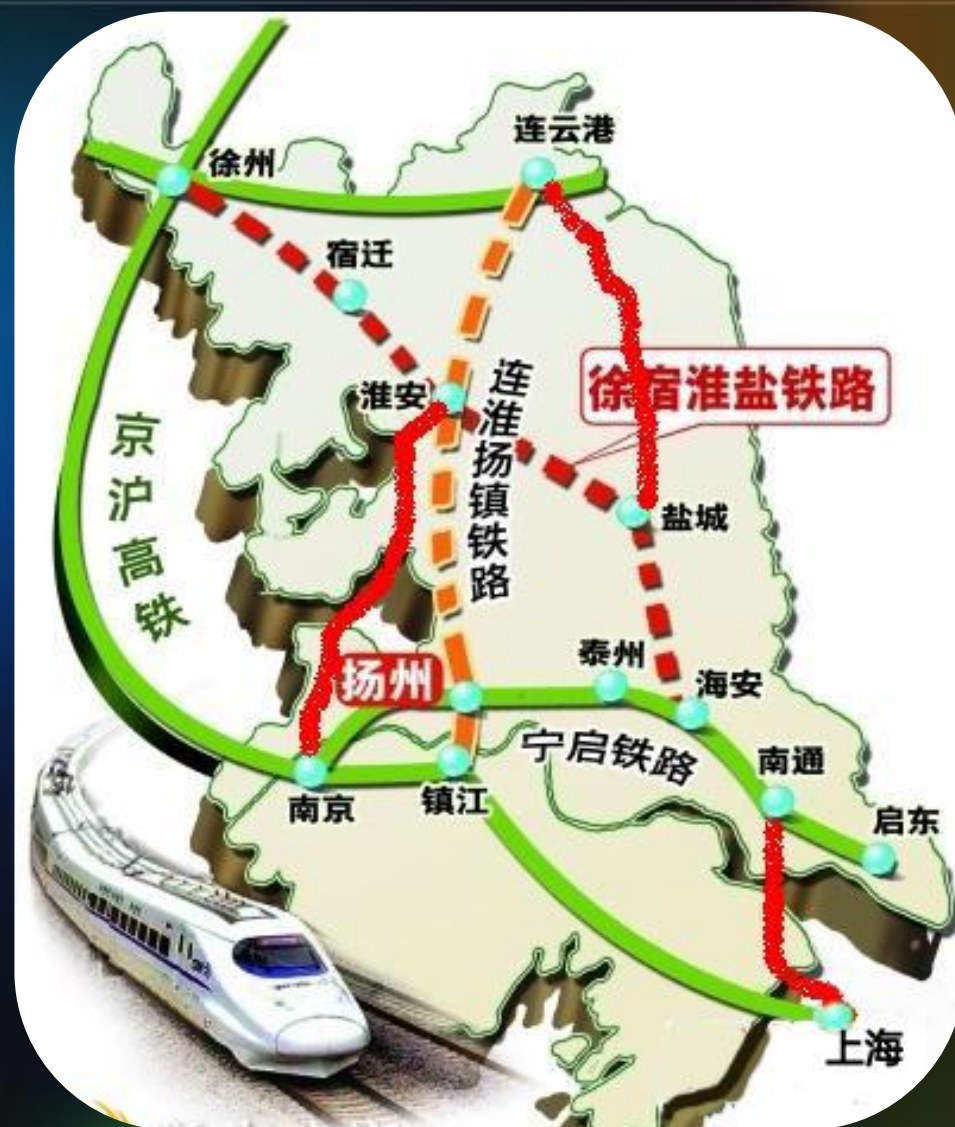 连云港
徐州
宿迁
淮安
连淮扬镇铁路
徐宿淮盐铁路
京沪高铁
盐城
泰州
扬州
海安
宁启铁路
南通
南京
镇江
启东
上海